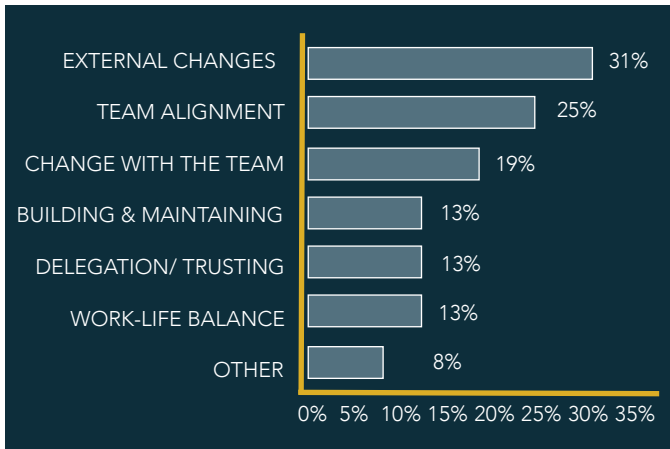 EXTERNAL CHANGES 31%
TEAM ALIGNMENT 25%
CHANGE WITH THE TEAM 19%
BUILDING & MAINTAINING 13%
DELEGATION/ TRUSTING 13%
WORK-LIFE BALANCE 13%
OTHER 8%
0% 5% 10% 15% 20% 25% 30% 35%